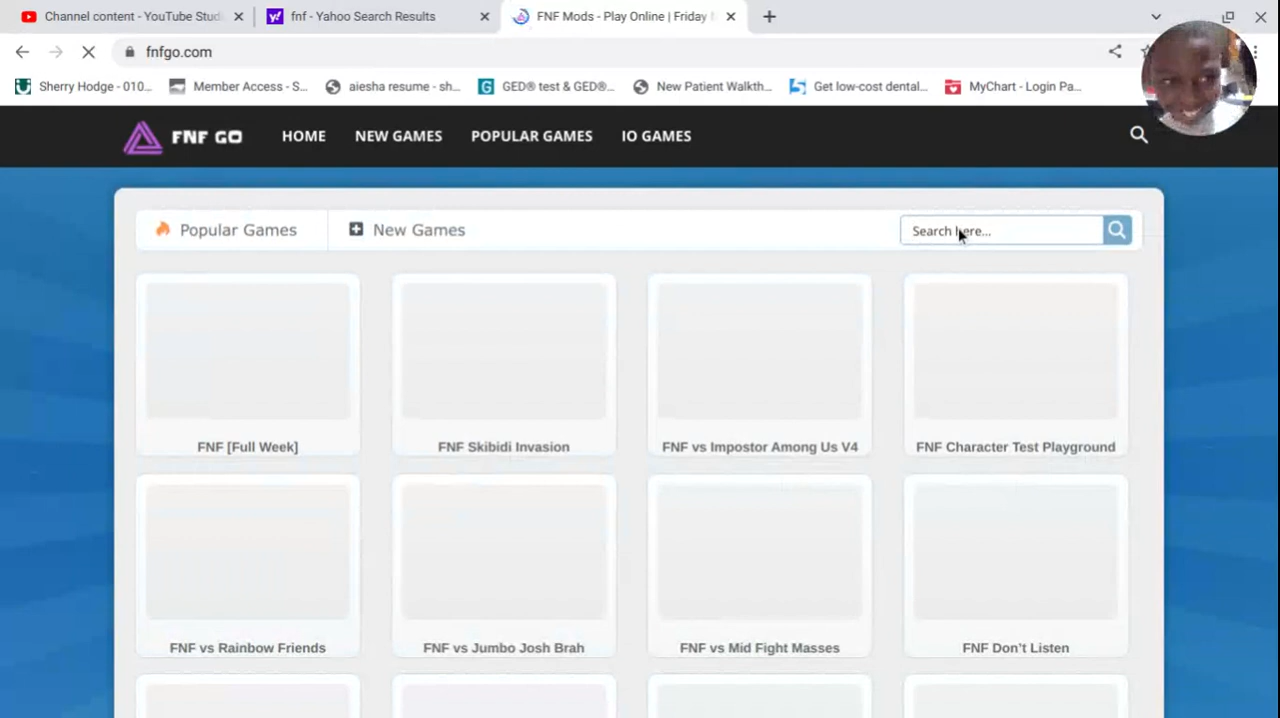 Channel content - YouTube Stud
fnf - Yahoo Search Results
FNF Mods - Play Online | Friday
fnfgo.com
Sherry Hodge - 010...
Member Access - S...
aiesha resume - sh...
GED® test & GED®...
New Patient Walkth...
Get low-cost dental...
MyChart - Login Pa...
FNF GO
HOME
NEW GAMES
POPULAR GAMES
IO GAMES
Popular Games
New Games
Search here...
FNF [Full Week]
FNF Skibidi Invasion
FNF vs Impostor Among Us V4
FNF Character Test Playground
FNF vs Rainbow Friends
FNF vs Jumbo Josh Brah
FNF vs Mid Fight Masses
FNF Don't Listen